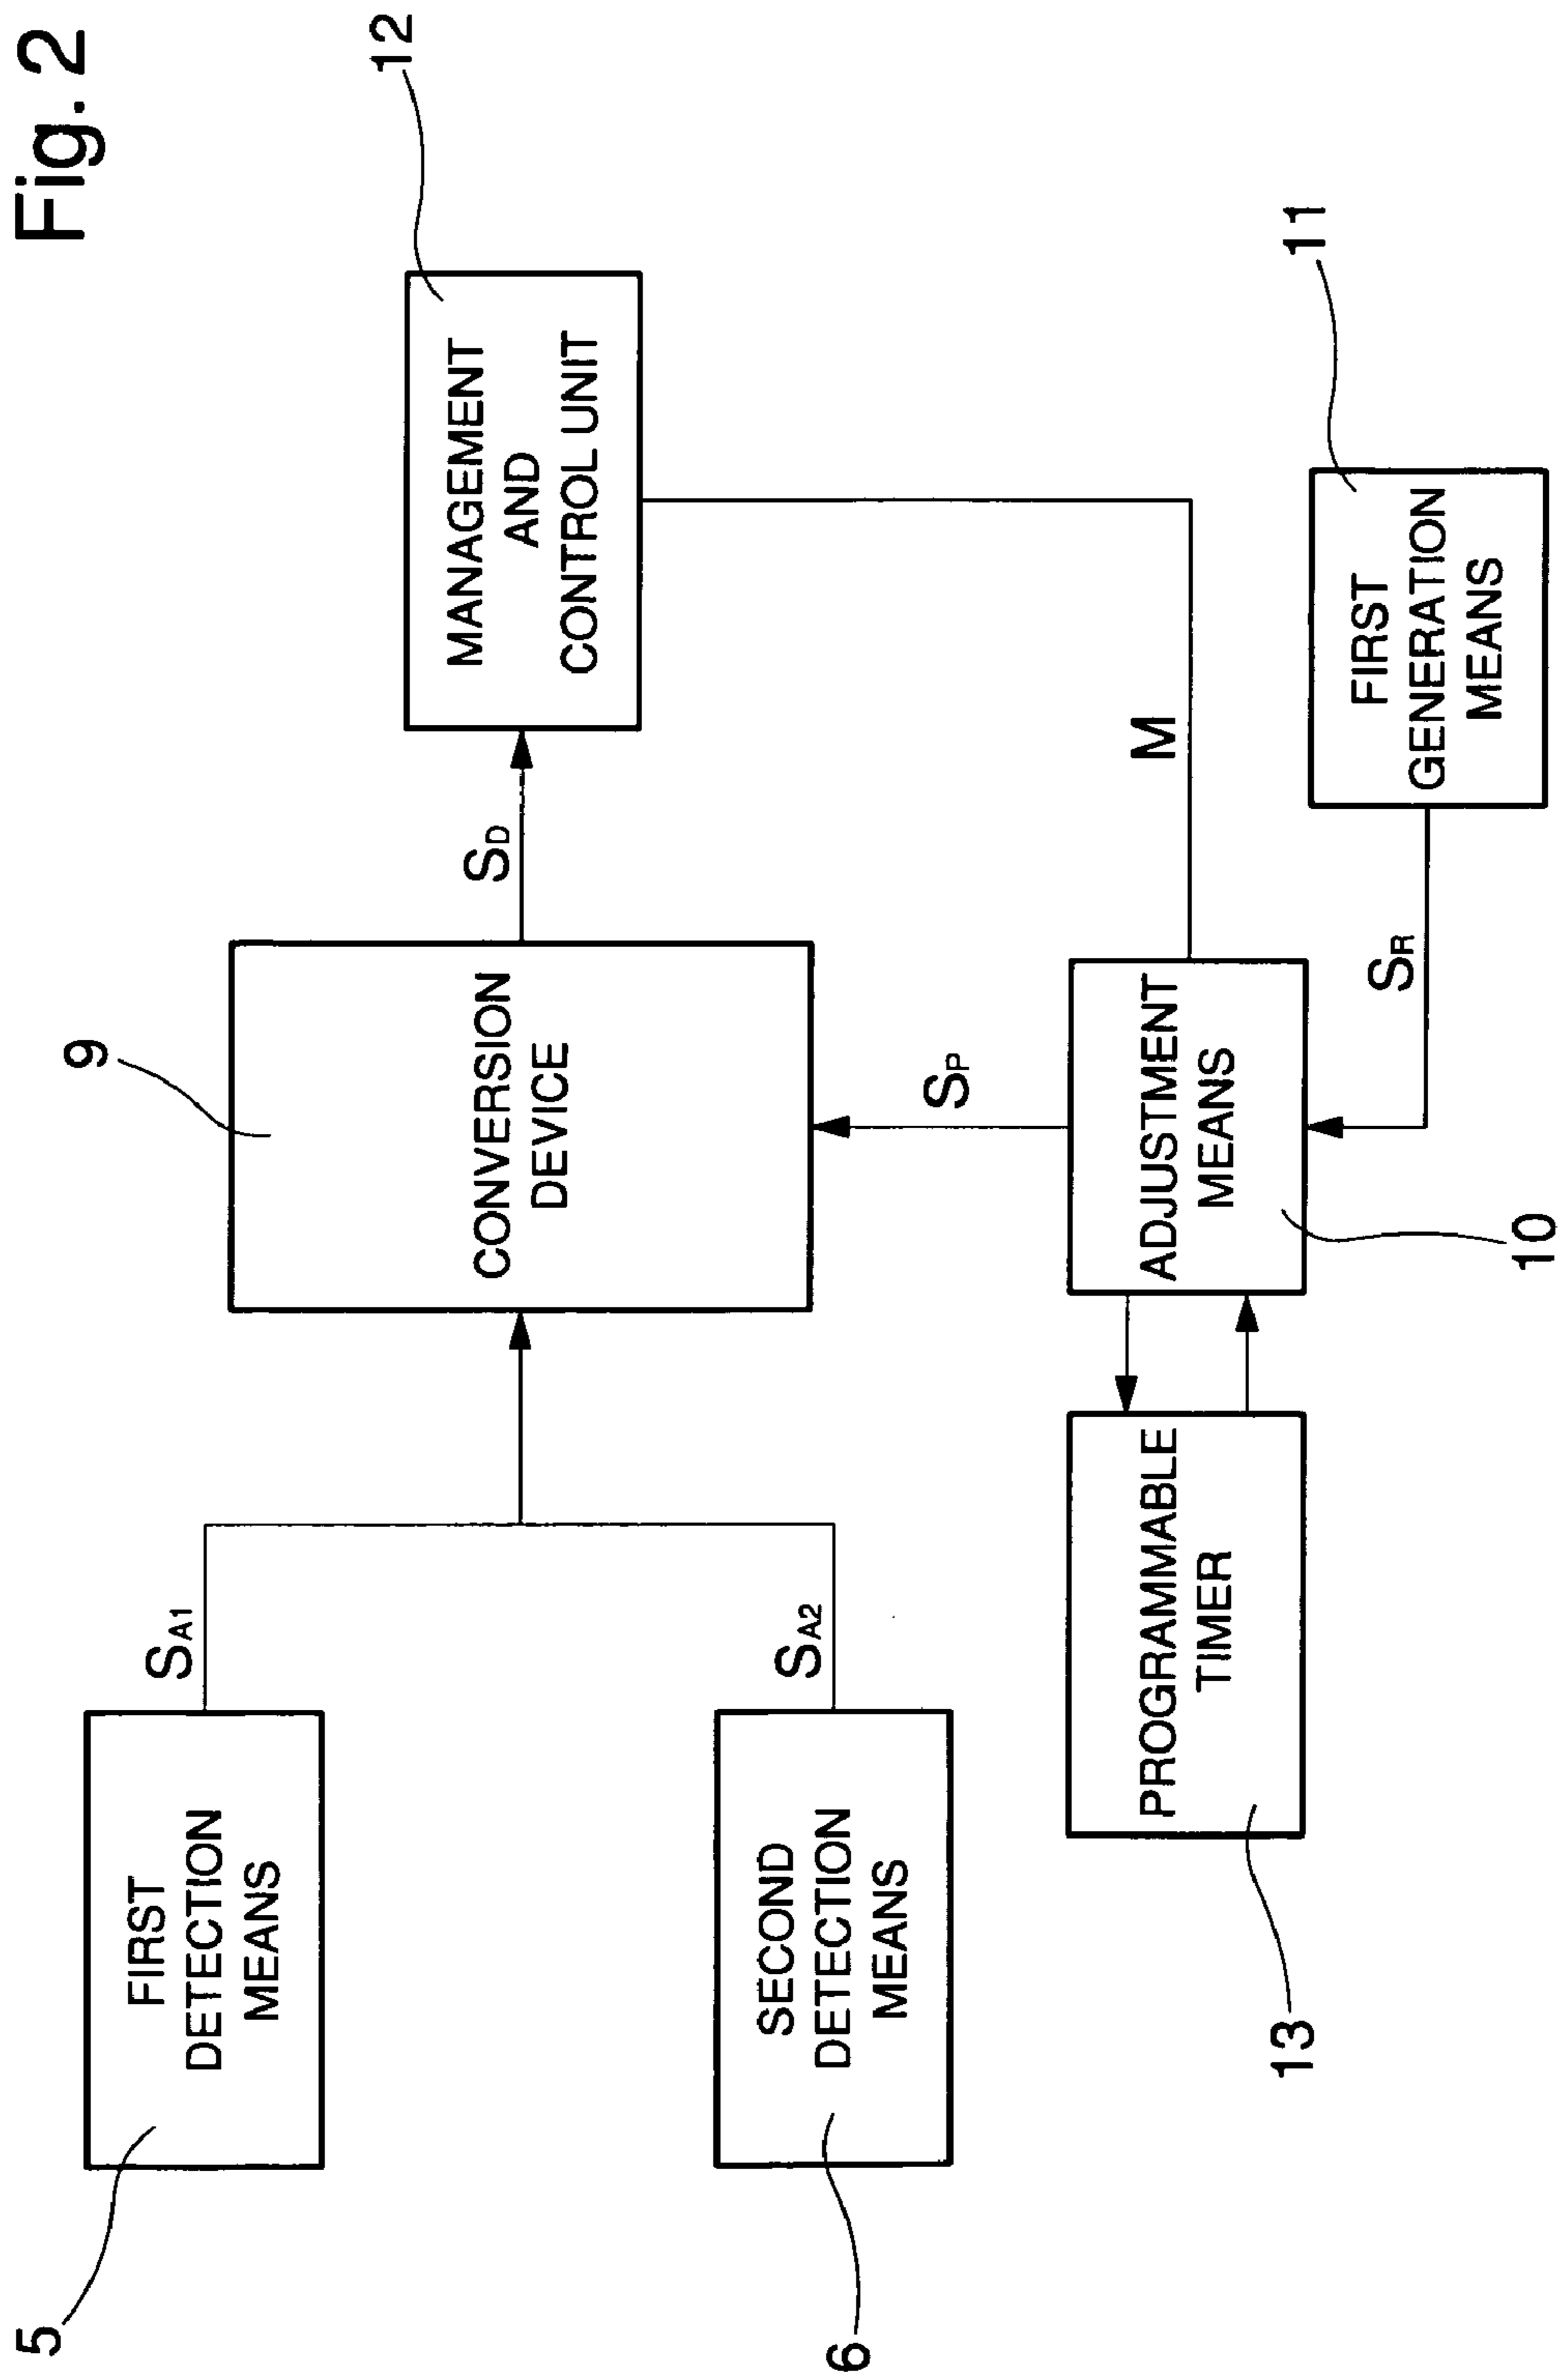 Fig. 2
5
FIRST
DETECTION
MEANS
SA1
9
CONVERSION
DEVICE
SD
12
MANAGEMENT
AND
CONTROL UNIT
6
SECOND
DETECTION
MEANS
SA2
SP
M
13
PROGRAMMABLE
TIMER
ADJUSTMENT
MEANS
10
SR
11
FIRST
GENERATION
MEANS